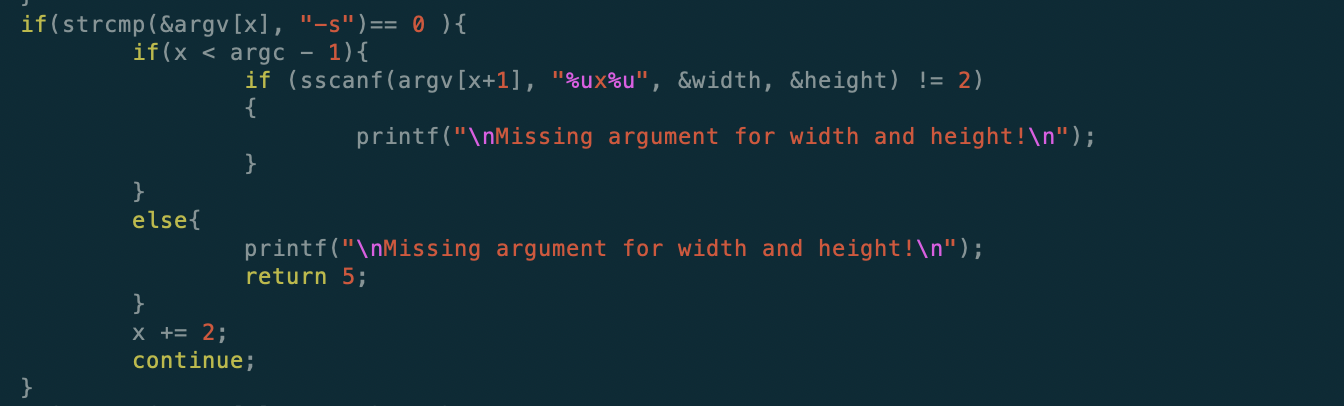 }
if(strcmp(&argv[x], "-s")== 0 ){
        if(x < argc - 1){
                if (sscanf(argv[x+1], "%ux%u", &width, &height) != 2)
                {
                        printf("\nMissing argument for width and height!\n");
                }
        }
        else{
                printf("\nMissing argument for width and height!\n");
                return 5;
        }
        x += 2;
        continue;
}